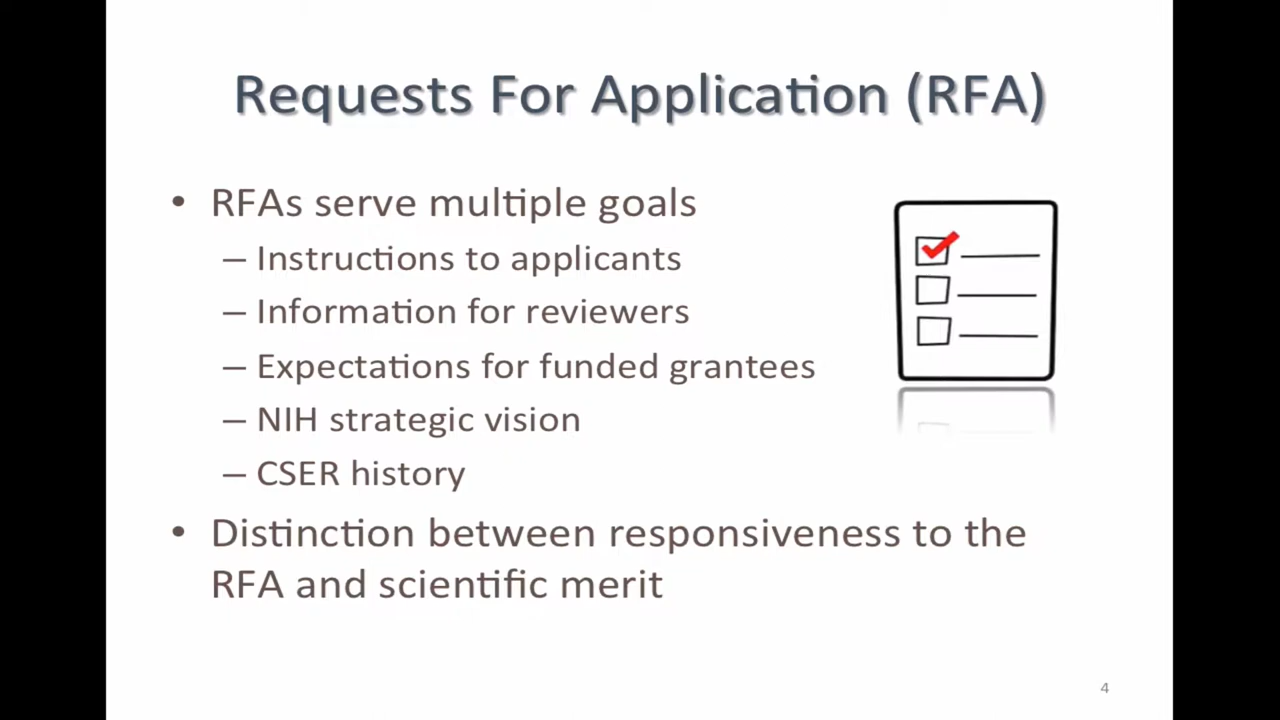 Requests For Application (RFA)
• RFAs serve multiple goals
– Instructions to applicants
– Information for reviewers
– Expectations for funded grantees
– NIH strategic vision
– CSER history
• Distinction between responsiveness to the
RFA and scientific merit
4